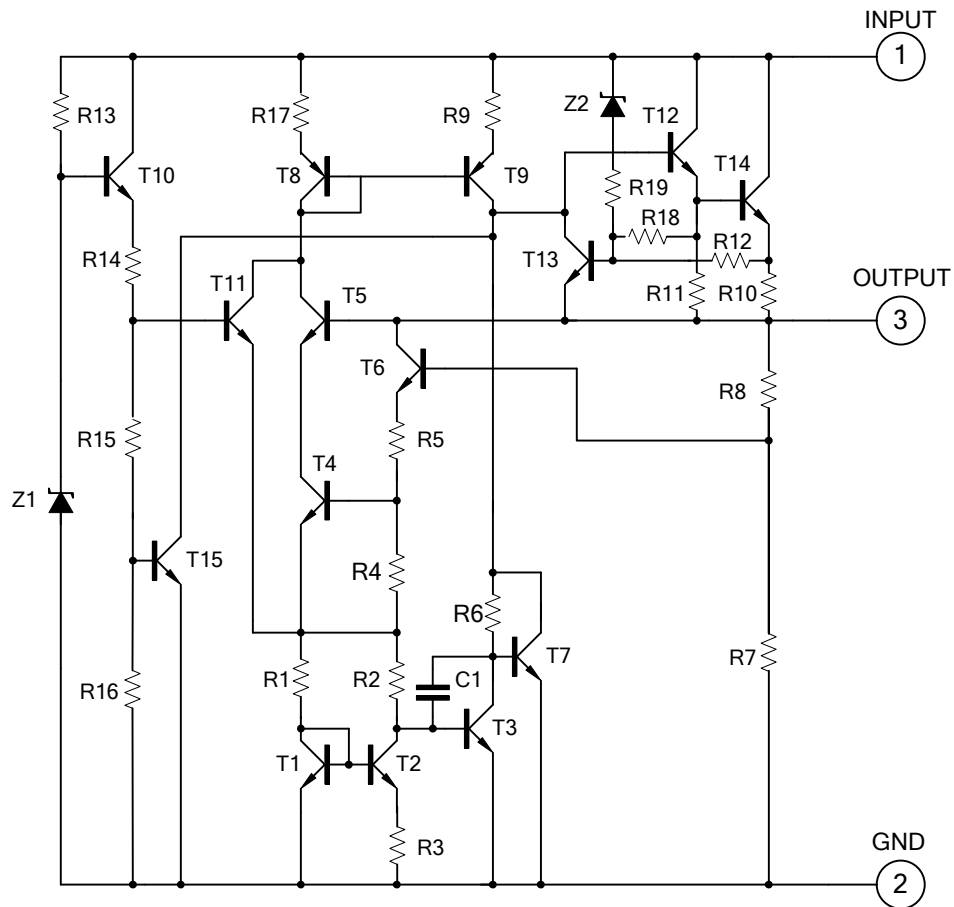 INPUT
1
R13
R17
R9
Z2
T12
T10
T8
T9
T14
R19
R18
R12
R14
T13
T11
T5
R11
R10
OUTPUT
3
T6
R8
R15
R5
T4
Z1
T15
R4
R6
T7
R7
R16
R1
R2
C1
T3
T1
T2
R3
GND
2